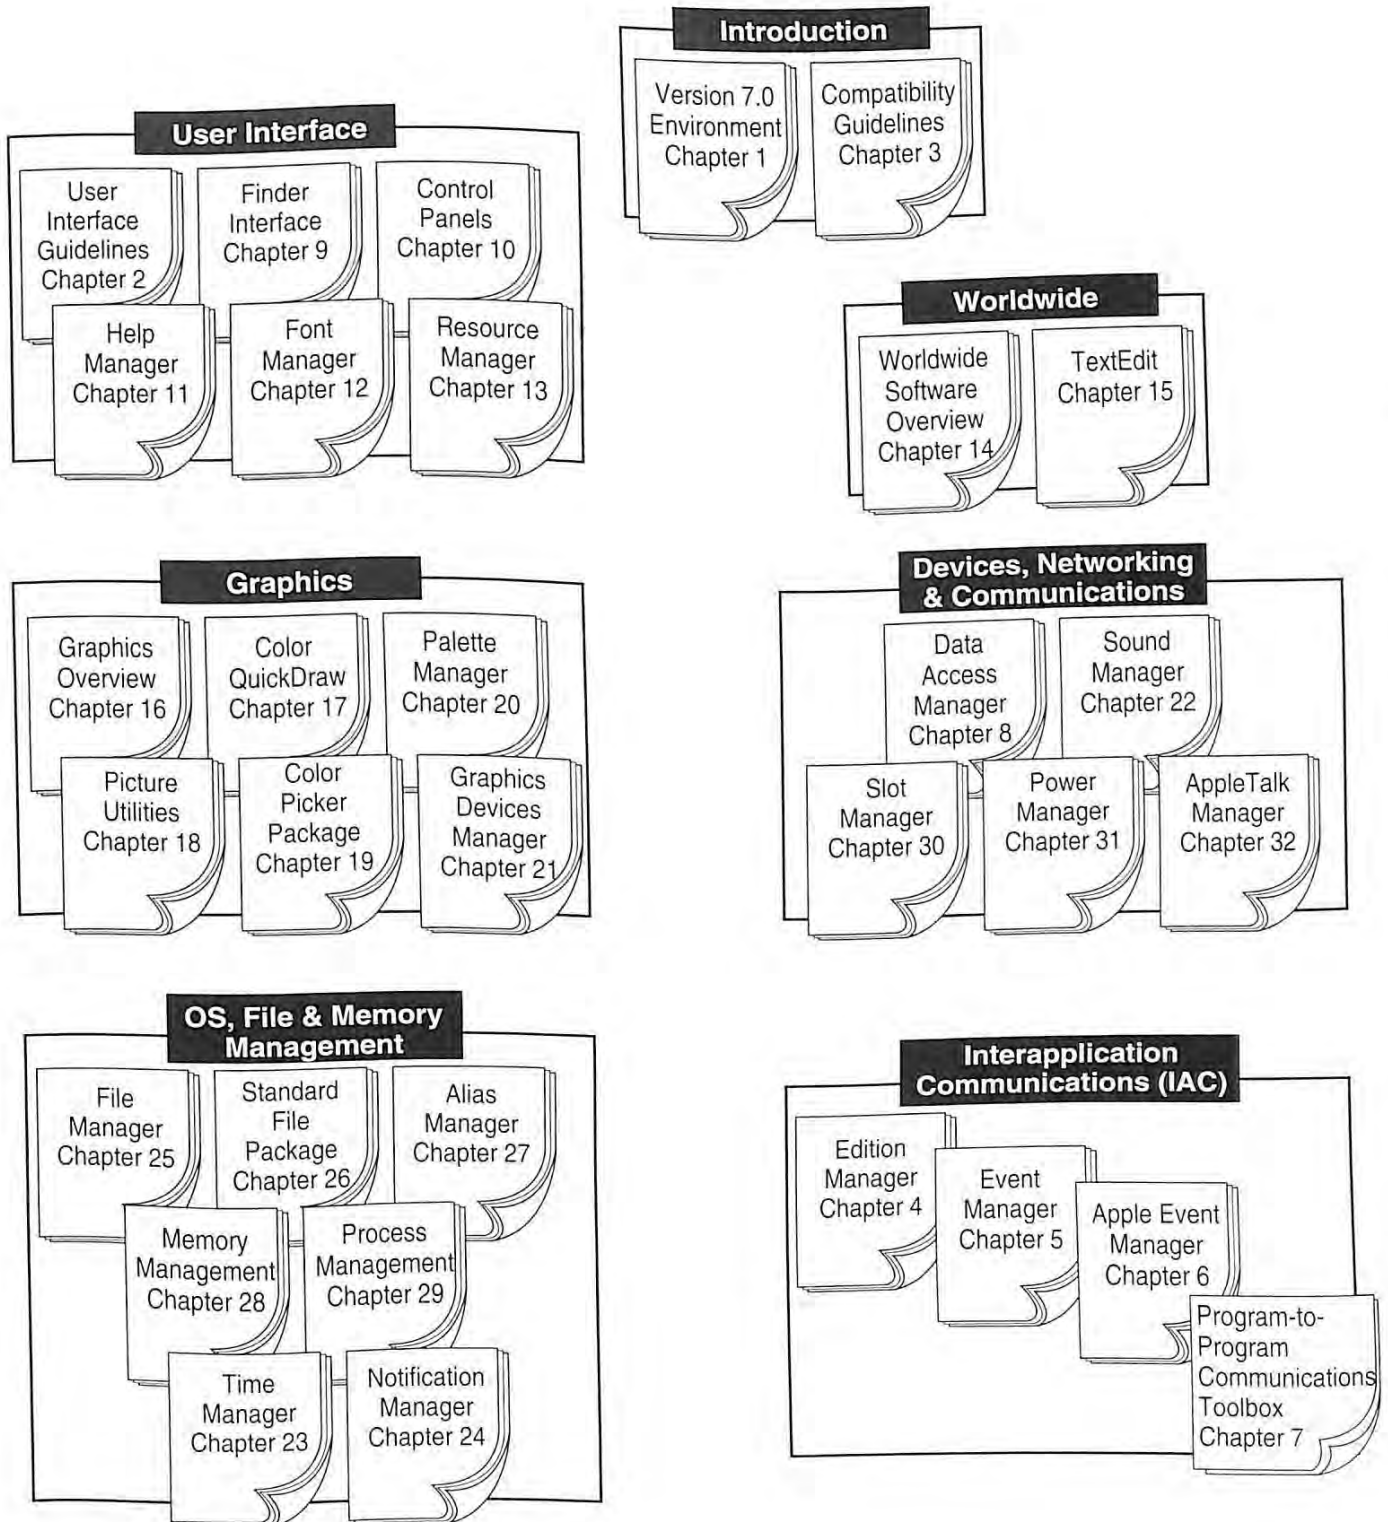 Introduction
Version 7.0
Environment
Chapter 1
Compatibility
Guidelines
Chapter 3
User Interface
User
Interface
Guidelines
Chapter 2
Finder
Interface
Chapter 9
Control
Panels
Chapter 10
Help
Manager
Chapter 11
Font
Manager
Chapter 12
Resource
Manager
Chapter 13
Worldwide
Worldwide
Software
Overview
Chapter 14
TextEdit
Chapter 15
Graphics
Graphics
Overview
Chapter 16
Color
QuickDraw
Chapter 17
Palette
Manager
Chapter 20
Picture
Utilities
Chapter 18
Color
Picker
Package
Chapter 19
Graphics
Devices
Manager
Chapter 21
Devices, Networking
& Communications
Data
Access
Manager
Chapter 8
Sound
Manager
Chapter 22
Slot
Manager
Chapter 30
Power
Manager
Chapter 31
AppleTalk
Manager
Chapter 32
OS, File & Memory
Management
File
Manager
Chapter 25
Standard
File
Package
Chapter 26
Alias
Manager
Chapter 27
Memory
Management
Chapter 28
Process
Management
Chapter 29
Time
Manager
Chapter 23
Notification
Manager
Chapter 24
Interapplication
Communications (IAC)
Edition
Manager
Chapter 4
Event
Manager
Chapter 5
Apple Event
Manager
Chapter 6
Program-to-
Program
Communications
Toolbox
Chapter 7